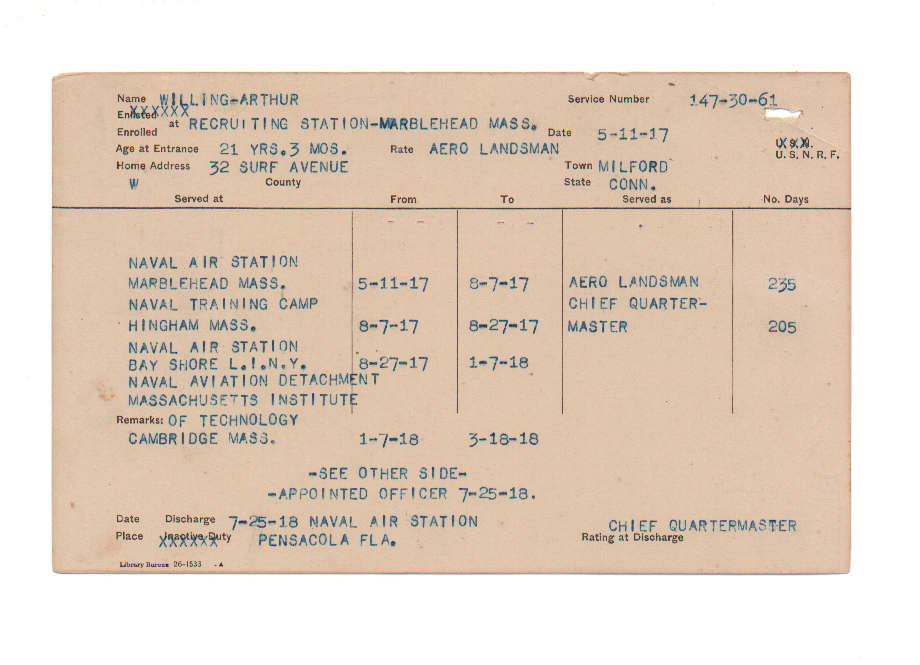 Name WILLING-ARTHUR Service Number 147-30-61
Enlisted XXXXXX
Enrolled at RECRUITING STATION-MARBLEHEAD MASS. Date 5-11-17 U.S.N.
U. S. N. R. F.
Age at Entrance 21 YRS.3 MOS. Rate AERO LANDSMAN
Home Address 32 SURF AVENUE Town MILFORD
W County State CONN.
Served at From To Served as No. Days
NAVAL AIR STATION
MARBLEHEAD MASS. 5-11-17 8-7-17 AERO LANDSMAN 235
NAVAL TRAINING CAMP CHIEF QUARTER-
HINGHAM MASS. 8-7-17 8-27-17 MASTER 205
NAVAL AIR STATION
BAY SHORE L.I.N.Y. 8-27-17 1-7-18
NAVAL AVIATION DETACHMENT
MASSACHUSETTS INSTITUTE
Remarks: OF TECHNOLOGY
CAMBRIDGE MASS. 1-7-18 3-18-18
-SEE OTHER SIDE-
-APPOINTED OFFICER 7-25-18.
Date Discharge 7-25-18 NAVAL AIR STATION CHIEF QUARTERMASTER
Place Inactive Duty XXXXXX PENSACOLA FLA. Rating at Discharge
Library Bureau 26-1533 -A